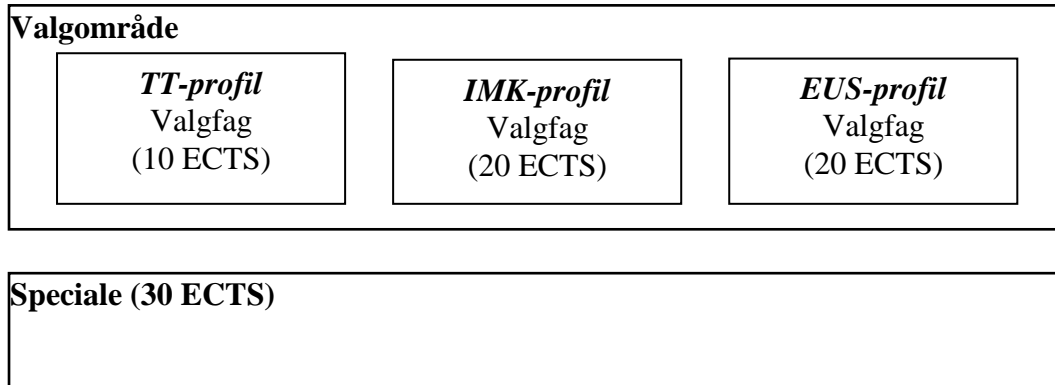 Valgområde
TT-profil
Valgfag
(10 ECTS)
IMK-profil
Valgfag
(20 ECTS)
EUS-profil
Valgfag
(20 ECTS)
Speciale (30 ECTS)